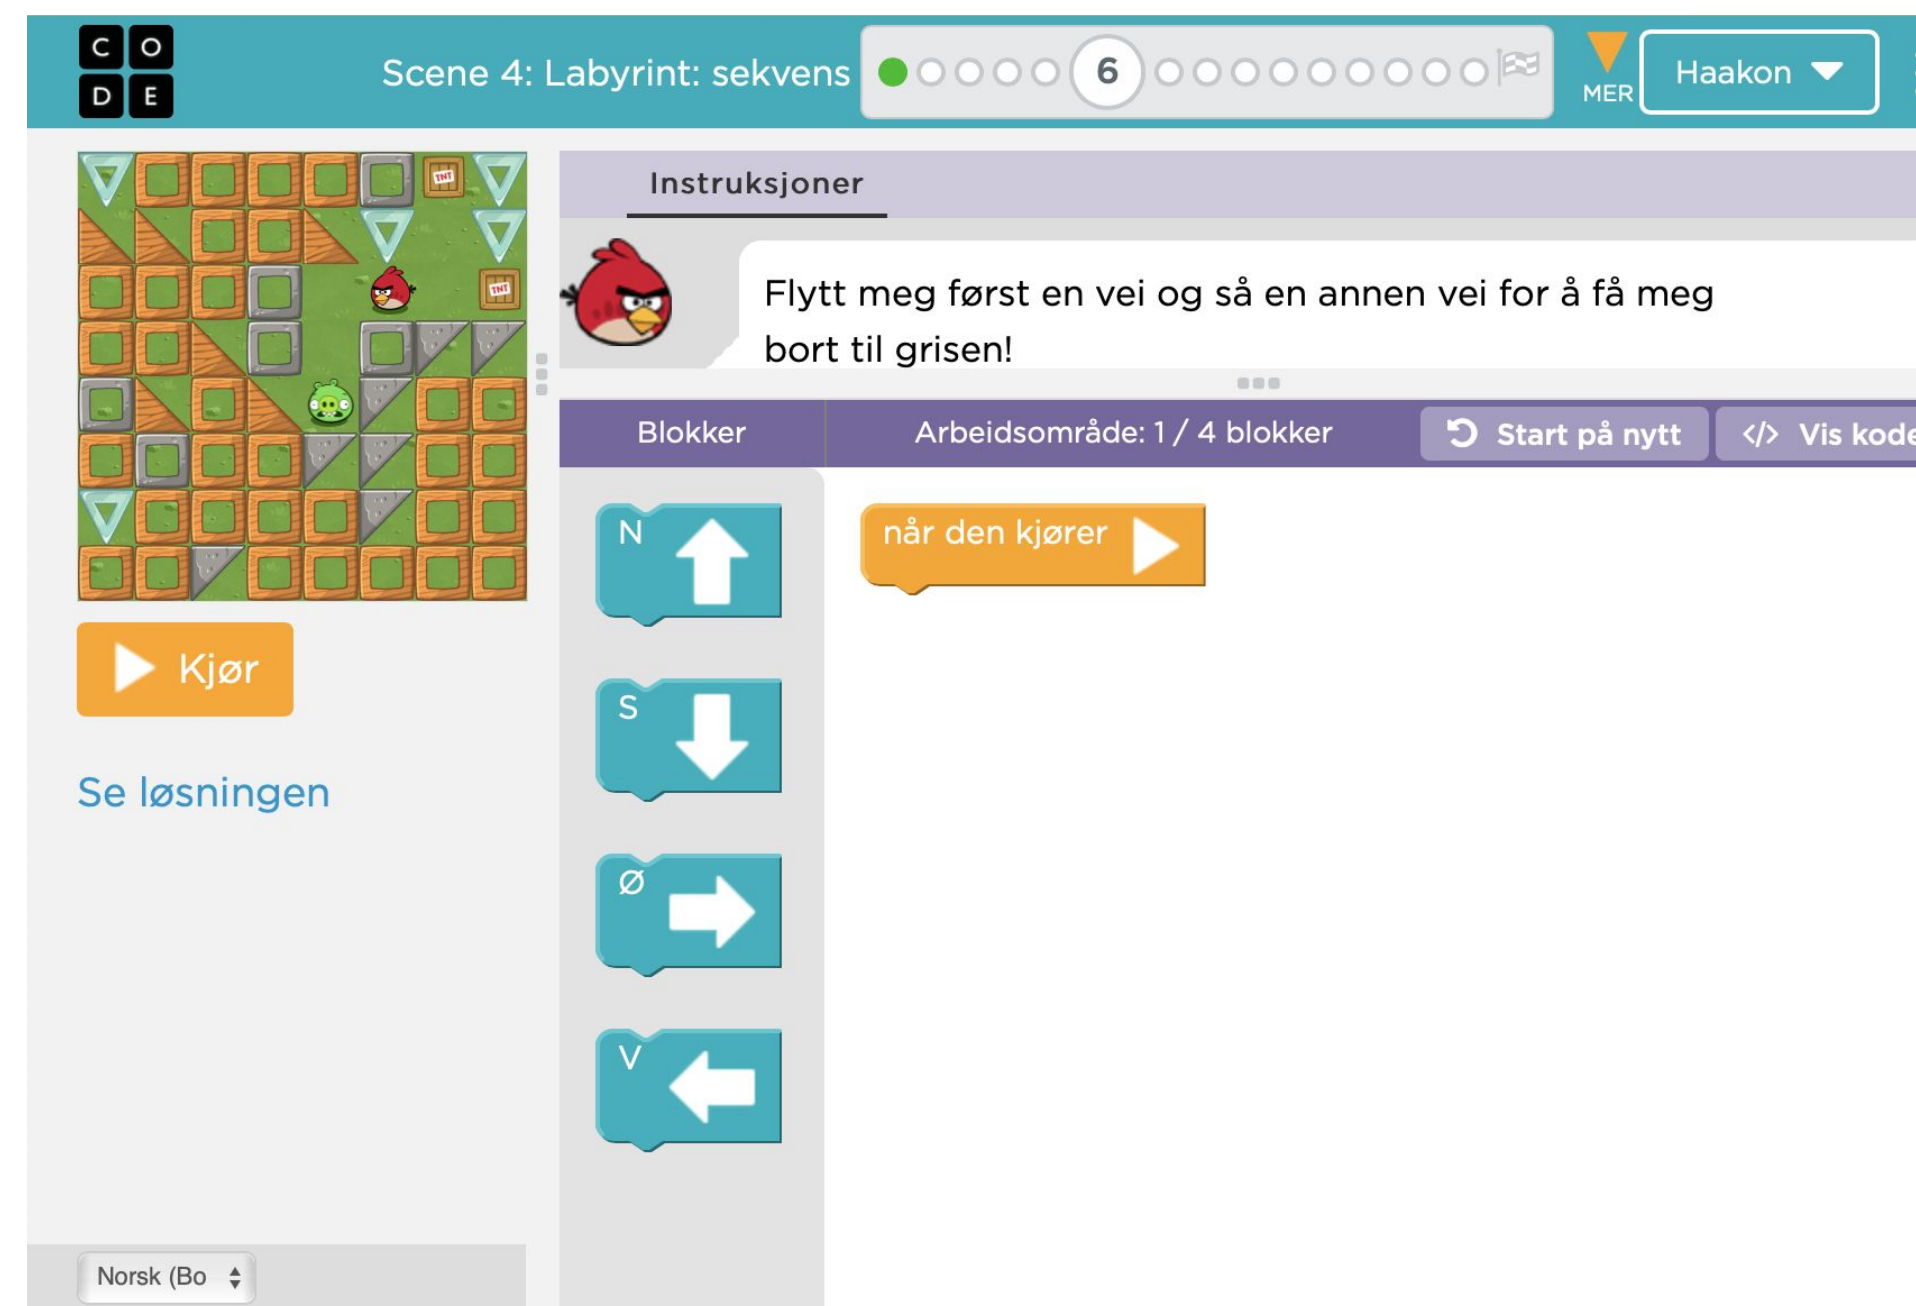 C O
D E
Scene 4: Labyrint: sekvens
6
MER
Haakon
TNT
TNT
Instruksjoner
Flytt meg først en vei og så en annen vei for å få meg
bort til grisen!
Blokker
Arbeidsområde: 1 / 4 blokker
Start på nytt
</> Vis kode
når den kjører
N
S
Ø
V
Kjør
Se løsningen
Norsk (Bo